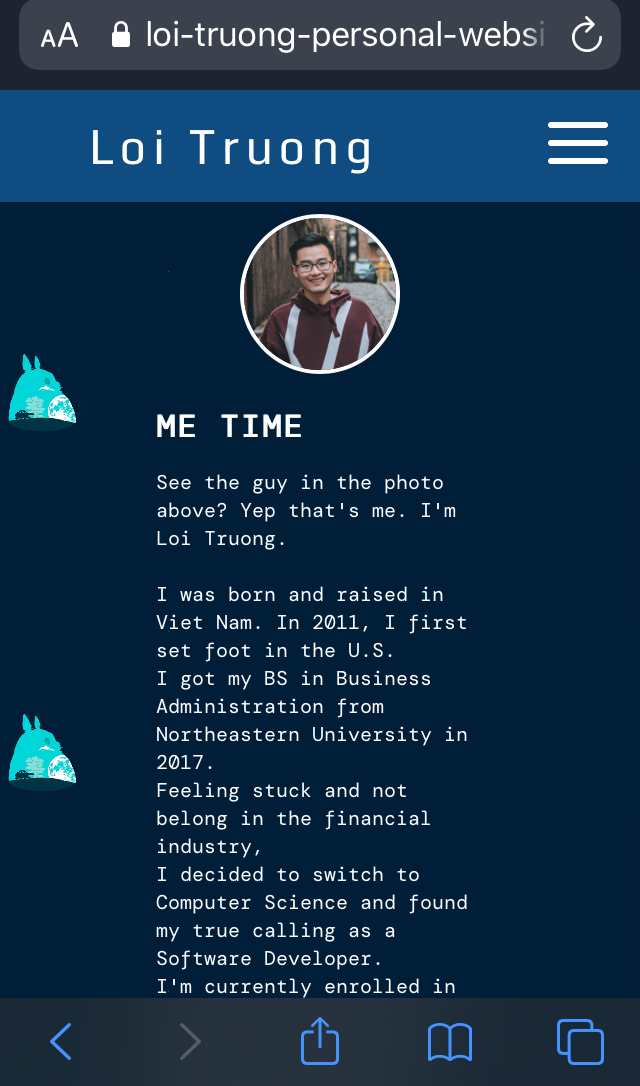 AA loi-truong-personal-websi
Loi Truong
ME TIME
See the guy in the photo
above? Yep that's me. I'm
Loi Truong.
I was born and raised in
Viet Nam. In 2011, I first
set foot in the U.S.
I got my BS in Business
Administration from
Northeastern University in
2017.
Feeling stuck and not
belong in the financial
industry,
I decided to switch to
Computer Science and found
my true calling as a
Software Developer.
I'm currently enrolled in